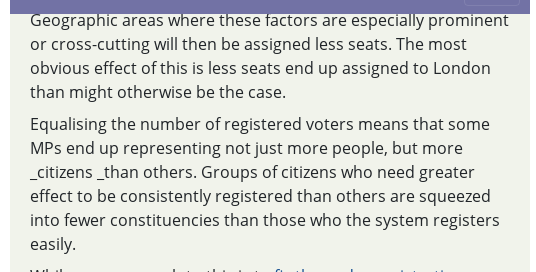 Geographic areas where these factors are especially prominent
or cross-cutting will then be assigned less seats. The most
obvious effect of this is less seats end up assigned to London
than might otherwise be the case.
Equalising the number of registered voters means that some
MPs end up representing not just more people, but more
_citizens _than others. Groups of citizens who need greater
effect to be consistently registered than others are squeezed
into fewer constituencies than those who the system registers
easily.